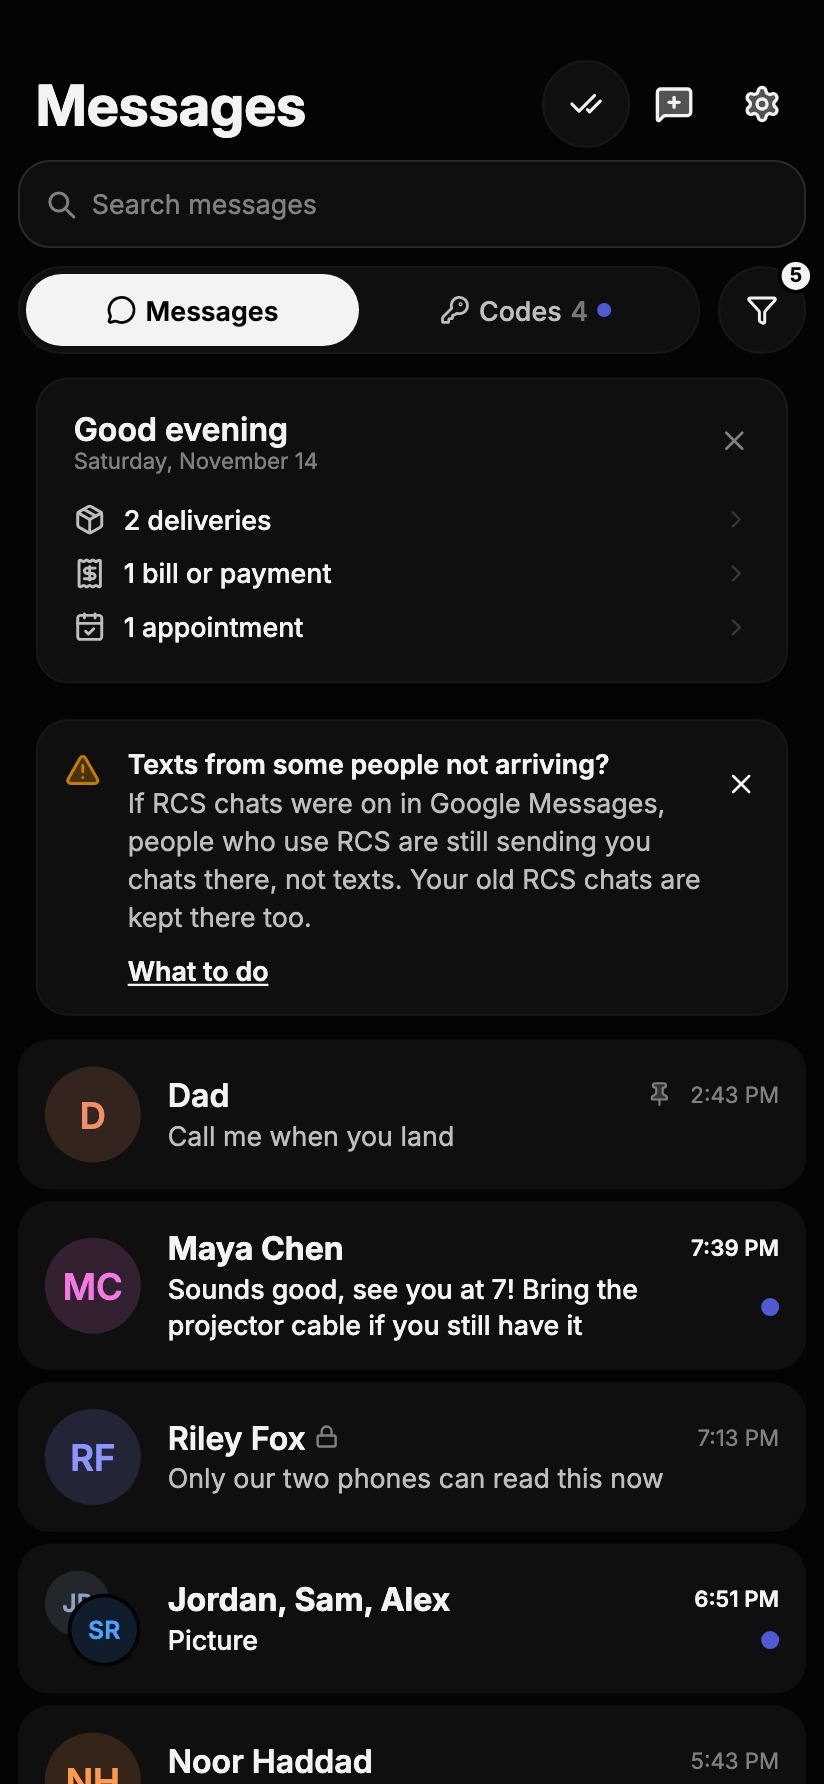 Messages
Search messages
Messages
Codes 4
5
Good evening
Saturday, November 14
2 deliveries
1 bill or payment
1 appointment
Texts from some people not arriving?
If RCS chats were on in Google Messages,
people who use RCS are still sending you
chats there, not texts. Your old RCS chats are
kept there too.
What to do
D
Dad
2:43 PM
Call me when you land
MC
Maya Chen
7:39 PM
Sounds good, see you at 7! Bring the
projector cable if you still have it
RF
Riley Fox
7:13 PM
Only our two phones can read this now
SR
Jordan, Sam, Alex
6:51 PM
Picture
NH
Noor Haddad
5:43 PM